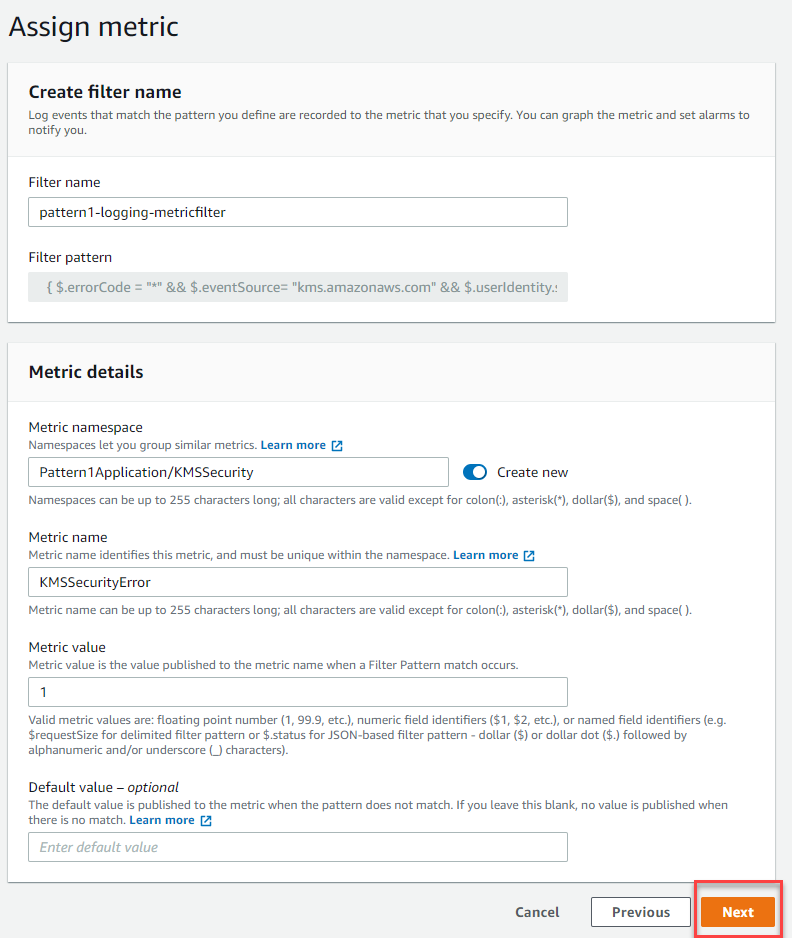 Assign metric
Create filter name
Log events that match the pattern you define are recorded to the metric that you specify. You can graph the metric and set alarms to
notify you.
Filter name
pattern1-logging-metricfilter
Filter pattern
{ $.errorCode = "*" && $.eventSource= "kms.amazonaws.com" && $.userIdentity.s
Metric details
Metric namespace
Namespaces let you group similar metrics. Learn more
Pattern1Application/KMSSecurity
Create new
Namespaces can be up to 255 characters long; all characters are valid except for colon(:), asterisk(*), dollar($), and space( ).
Metric name
Metric name identifies this metric, and must be unique within the namespace. Learn more
KMSSecurityError
Metric name can be up to 255 characters long; all characters are valid except for colon(:), asterisk(*), dollar($), and space( ).
Metric value
Metric value is the value published to the metric name when a Filter Pattern match occurs.
1
Valid metric values are: floating point number (1, 99.9, etc.), numeric field identifiers ($1, $2, etc.), or named field identifiers (e.g.
$requestSize for delimited filter pattern or $.status for JSON-based filter pattern - dollar ($) or dollar dot ($.) followed by
alphanumeric and/or underscore (_) characters).
Default value – optional
The default value is published to the metric when the pattern does not match. If you leave this blank, no value is published when
there is no match. Learn more
Enter default value
Cancel
Previous
Next